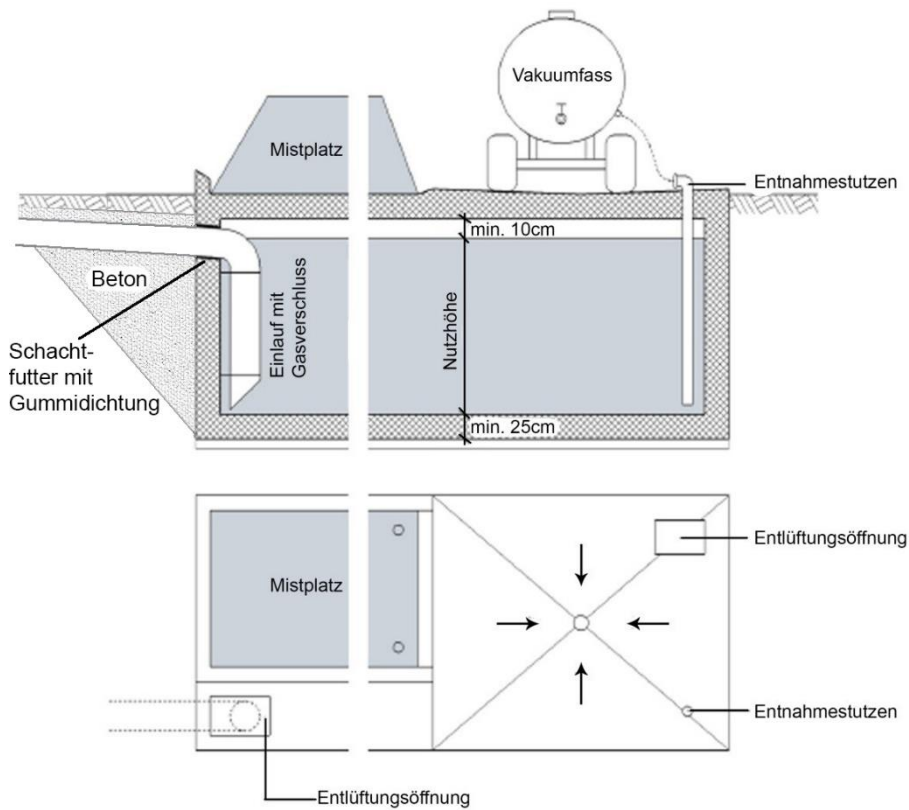 Vakuumfass
Mistplatz
Entnahmestutzen
min. 10cm
Beton
Einlauf mit
Gasverschluss
Nutzhöhe
Schacht-
futter mit
Gummidichtung
min. 25cm
Entlüftungsöffnung
Mistplatz
Entnahmestutzen
Entlüftungsöffnung